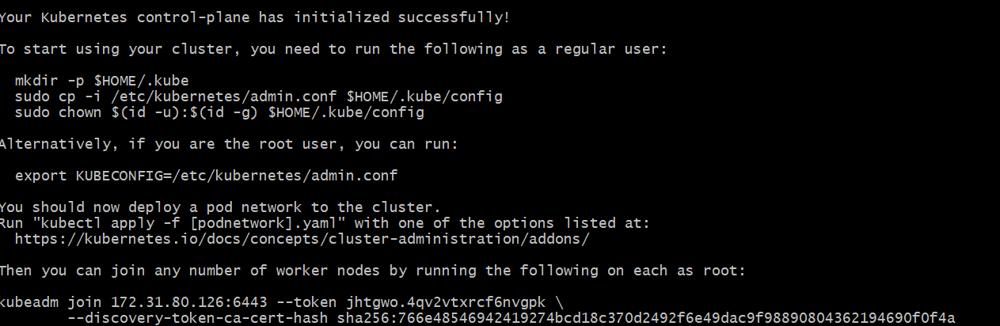 Your Kubernetes control-plane has initialized successfully!
To start using your cluster, you need to run the following as a regular user:
mkdir -p $HOME/.kube
sudo cp -i /etc/kubernetes/admin.conf $HOME/.kube/config
sudo chown $(id -u):$(id -g) $HOME/.kube/config
Alternatively, if you are the root user, you can run:
export KUBECONFIG=/etc/kubernetes/admin.conf
You should now deploy a pod network to the cluster.
Run "kubectl apply -f [podnetwork].yaml" with one of the options listed at:
https://kubernetes.io/docs/concepts/cluster-administration/addons/
Then you can join any number of worker nodes by running the following on each as root:
kubeadm join 172.31.80.126:6443 --token jhtgwo.4qv2vtxrcf6nvgpk \
--discovery-token-ca-cert-hash sha256:766e48546942419274bcd18c370d2492f6e49dac9f98890804362194690f0f4a